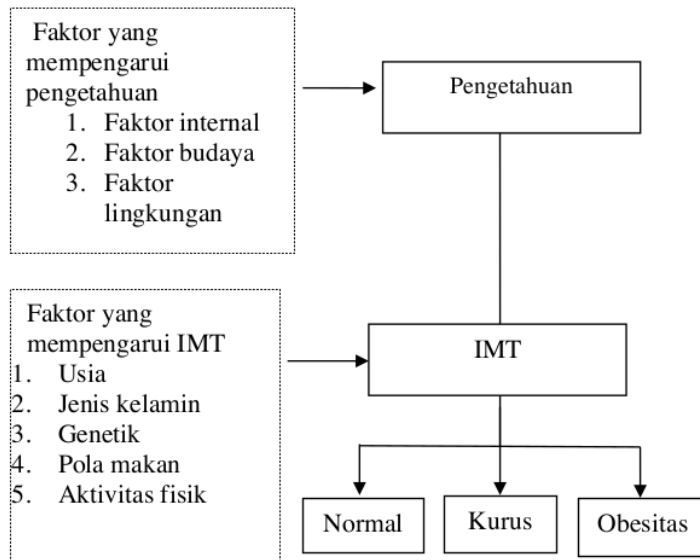 Faktor yang
mempengarui
pengetahuan
1. Faktor internal
2. Faktor budaya
3. Faktor
lingkungan
Pengetahuan
Faktor yang
mempengarui IMT
1. Usia
2. Jenis kelamin
3. Genetik
4. Pola makan
5. Aktivitas fisik
IMT
Normal
Kurus
Obesitas